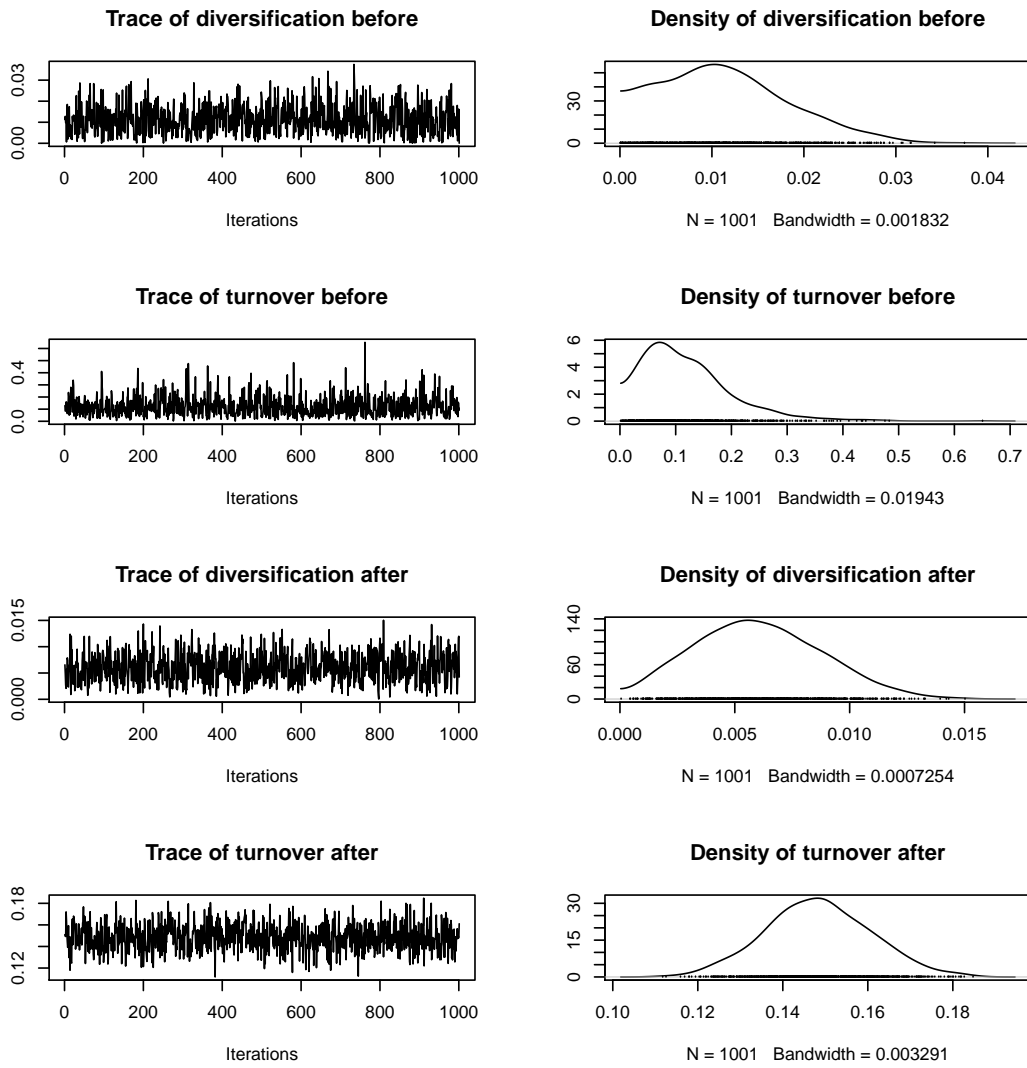 Trace of diversification before
0.00 0.03
0 200 400 600 800 1000
Iterations
Density of diversification before
0 30
0.00 0.01 0.02 0.03 0.04
N = 1001 Bandwidth = 0.001832
Trace of turnover before
0.0 0.4
0 200 400 600 800 1000
Iterations
Density of turnover before
0 2 4 6
0.0 0.1 0.2 0.3 0.4 0.5 0.6 0.7
N = 1001 Bandwidth = 0.01943
Trace of diversification after
0.000 0.015
0 200 400 600 800 1000
Iterations
Density of diversification after
0 60 140
0.000 0.005 0.010 0.015
N = 1001 Bandwidth = 0.0007254
Trace of turnover after
0.12 0.18
0 200 400 600 800 1000
Iterations
Density of turnover after
0 15 30
0.10 0.12 0.14 0.16 0.18
N = 1001 Bandwidth = 0.003291